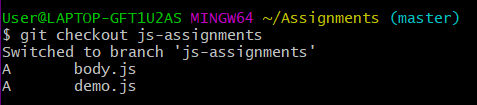 User@LAPTOP-GFT1U2AS MINGW64 ~/Assignments (master)
$ git checkout js-assignments
Switched to branch 'js-assignments'
A       body.js
A       demo.js